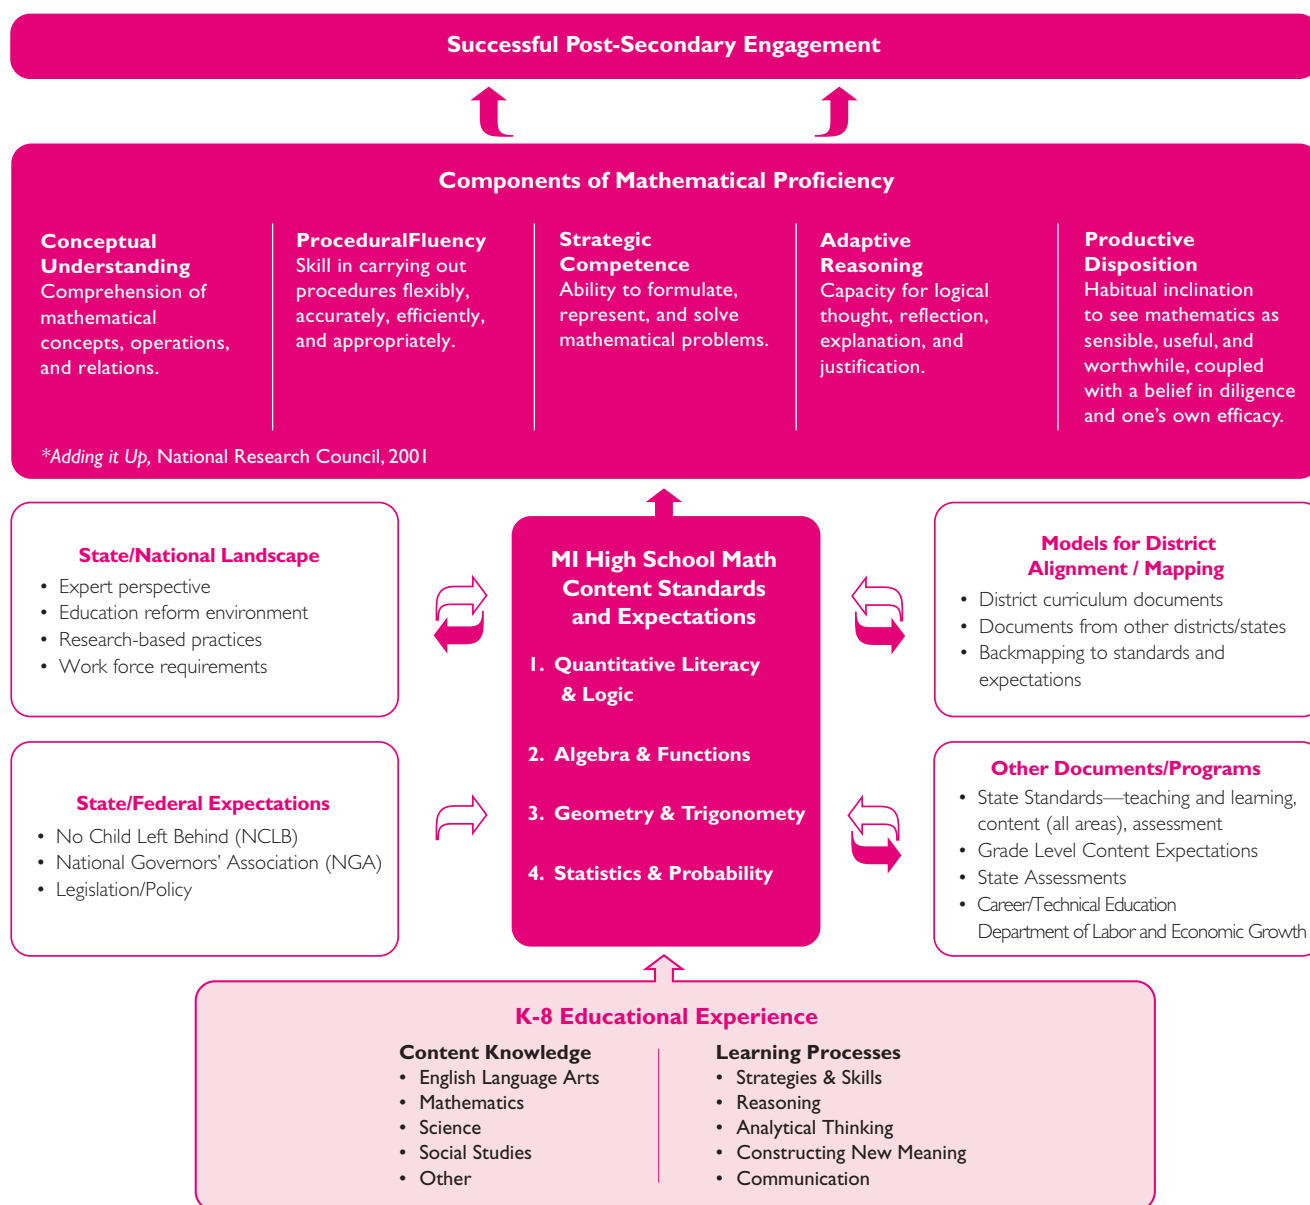 Successful Post-Secondary Engagement
Components of Mathematical Proficiency
Conceptual
Understanding
Comprehension of
mathematical
concepts, operations,
and relations.
ProceduralFluency
Skill in carrying out
procedures flexibly,
accurately, efficiently,
and appropriately.
Strategic
Competence
Ability to formulate,
represent, and solve
mathematical problems.
Adaptive
Reasoning
Capacity for logical
thought, reflection,
explanation, and
justification.
Productive
Disposition
Habitual inclination
to see mathematics as
sensible, useful, and
worthwhile, coupled
with a belief in diligence
and one's own efficacy.
*Adding it Up, National Research Council, 2001
State/National Landscape
• Expert perspective
• Education reform environment
• Research-based practices
• Work force requirements
State/Federal Expectations
• No Child Left Behind (NCLB)
• National Governors' Association (NGA)
• Legislation/Policy
MI High School Math
Content Standards
and Expectations
1. Quantitative Literacy
& Logic
2. Algebra & Functions
3. Geometry & Trigonomety
4. Statistics & Probability
Models for District
Alignment / Mapping
• District curriculum documents
• Documents from other districts/states
• Backmapping to standards and
expectations
Other Documents/Programs
• State Standards—teaching and learning,
content (all areas), assessment
• Grade Level Content Expectations
• State Assessments
• Career/Technical Education
Department of Labor and Economic Growth
K-8 Educational Experience
Content Knowledge
• English Language Arts
• Mathematics
• Science
• Social Studies
• Other
Learning Processes
• Strategies & Skills
• Reasoning
• Analytical Thinking
• Constructing New Meaning
• Communication